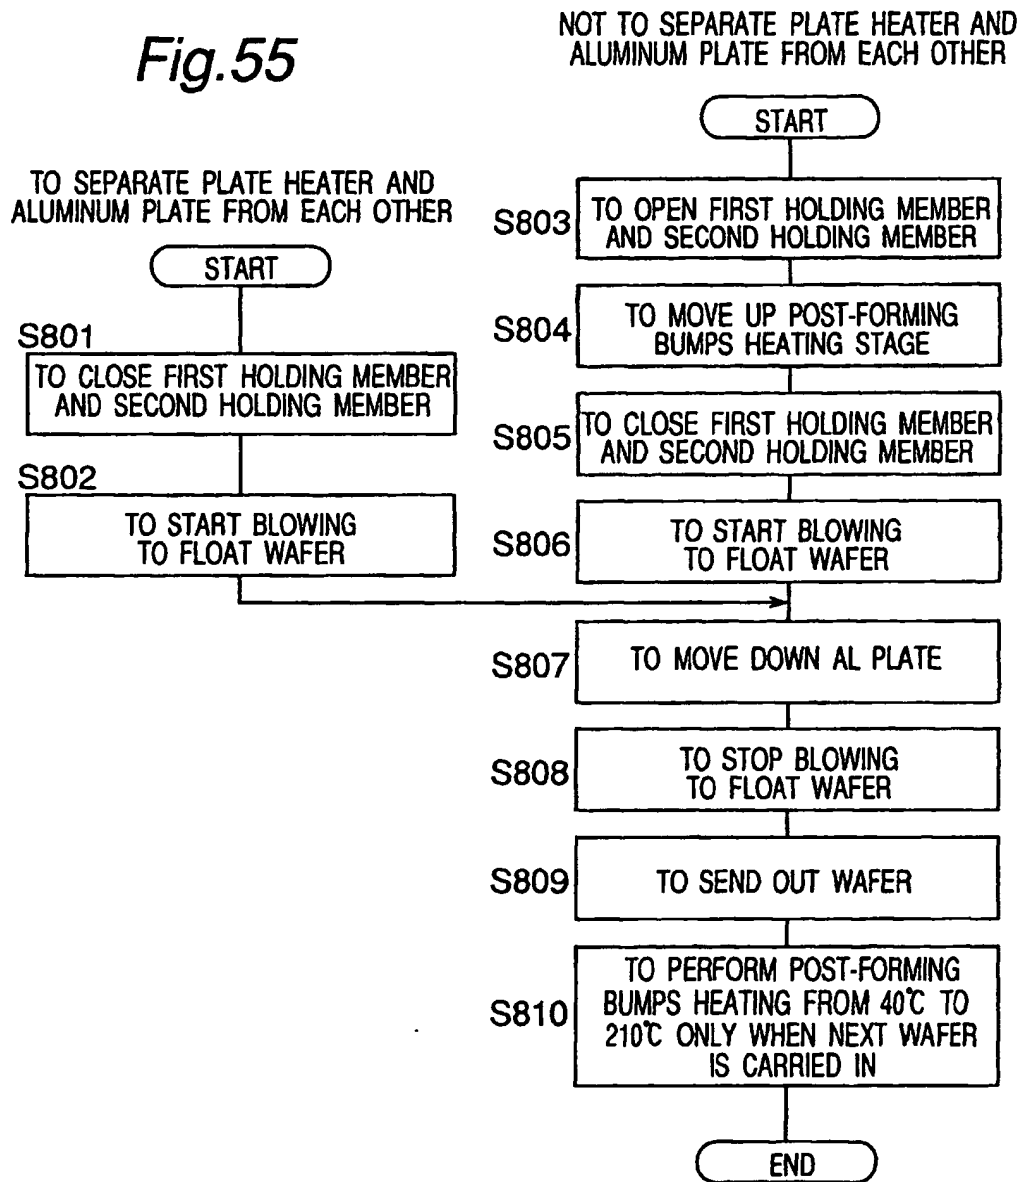 Fig.55
TO SEPARATE PLATE HEATER AND
ALUMINUM PLATE FROM EACH OTHER
START
S801
TO CLOSE FIRST HOLDING MEMBER
AND SECOND HOLDING MEMBER
S802
TO START BLOWING
TO FLOAT WAFER
NOT TO SEPARATE PLATE HEATER AND
ALUMINUM PLATE FROM EACH OTHER
START
S803
TO OPEN FIRST HOLDING MEMBER
AND SECOND HOLDING MEMBER
S804
TO MOVE UP POST-FORMING
BUMPS HEATING STAGE
S805
TO CLOSE FIRST HOLDING MEMBER
AND SECOND HOLDING MEMBER
S806
TO START BLOWING
TO FLOAT WAFER
S807
TO MOVE DOWN AL PLATE
S808
TO STOP BLOWING
TO FLOAT WAFER
S809
TO SEND OUT WAFER
S810
TO PERFORM POST-FORMING
BUMPS HEATING FROM 40℃ TO
210℃ ONLY WHEN NEXT WAFER
IS CARRIED IN
END